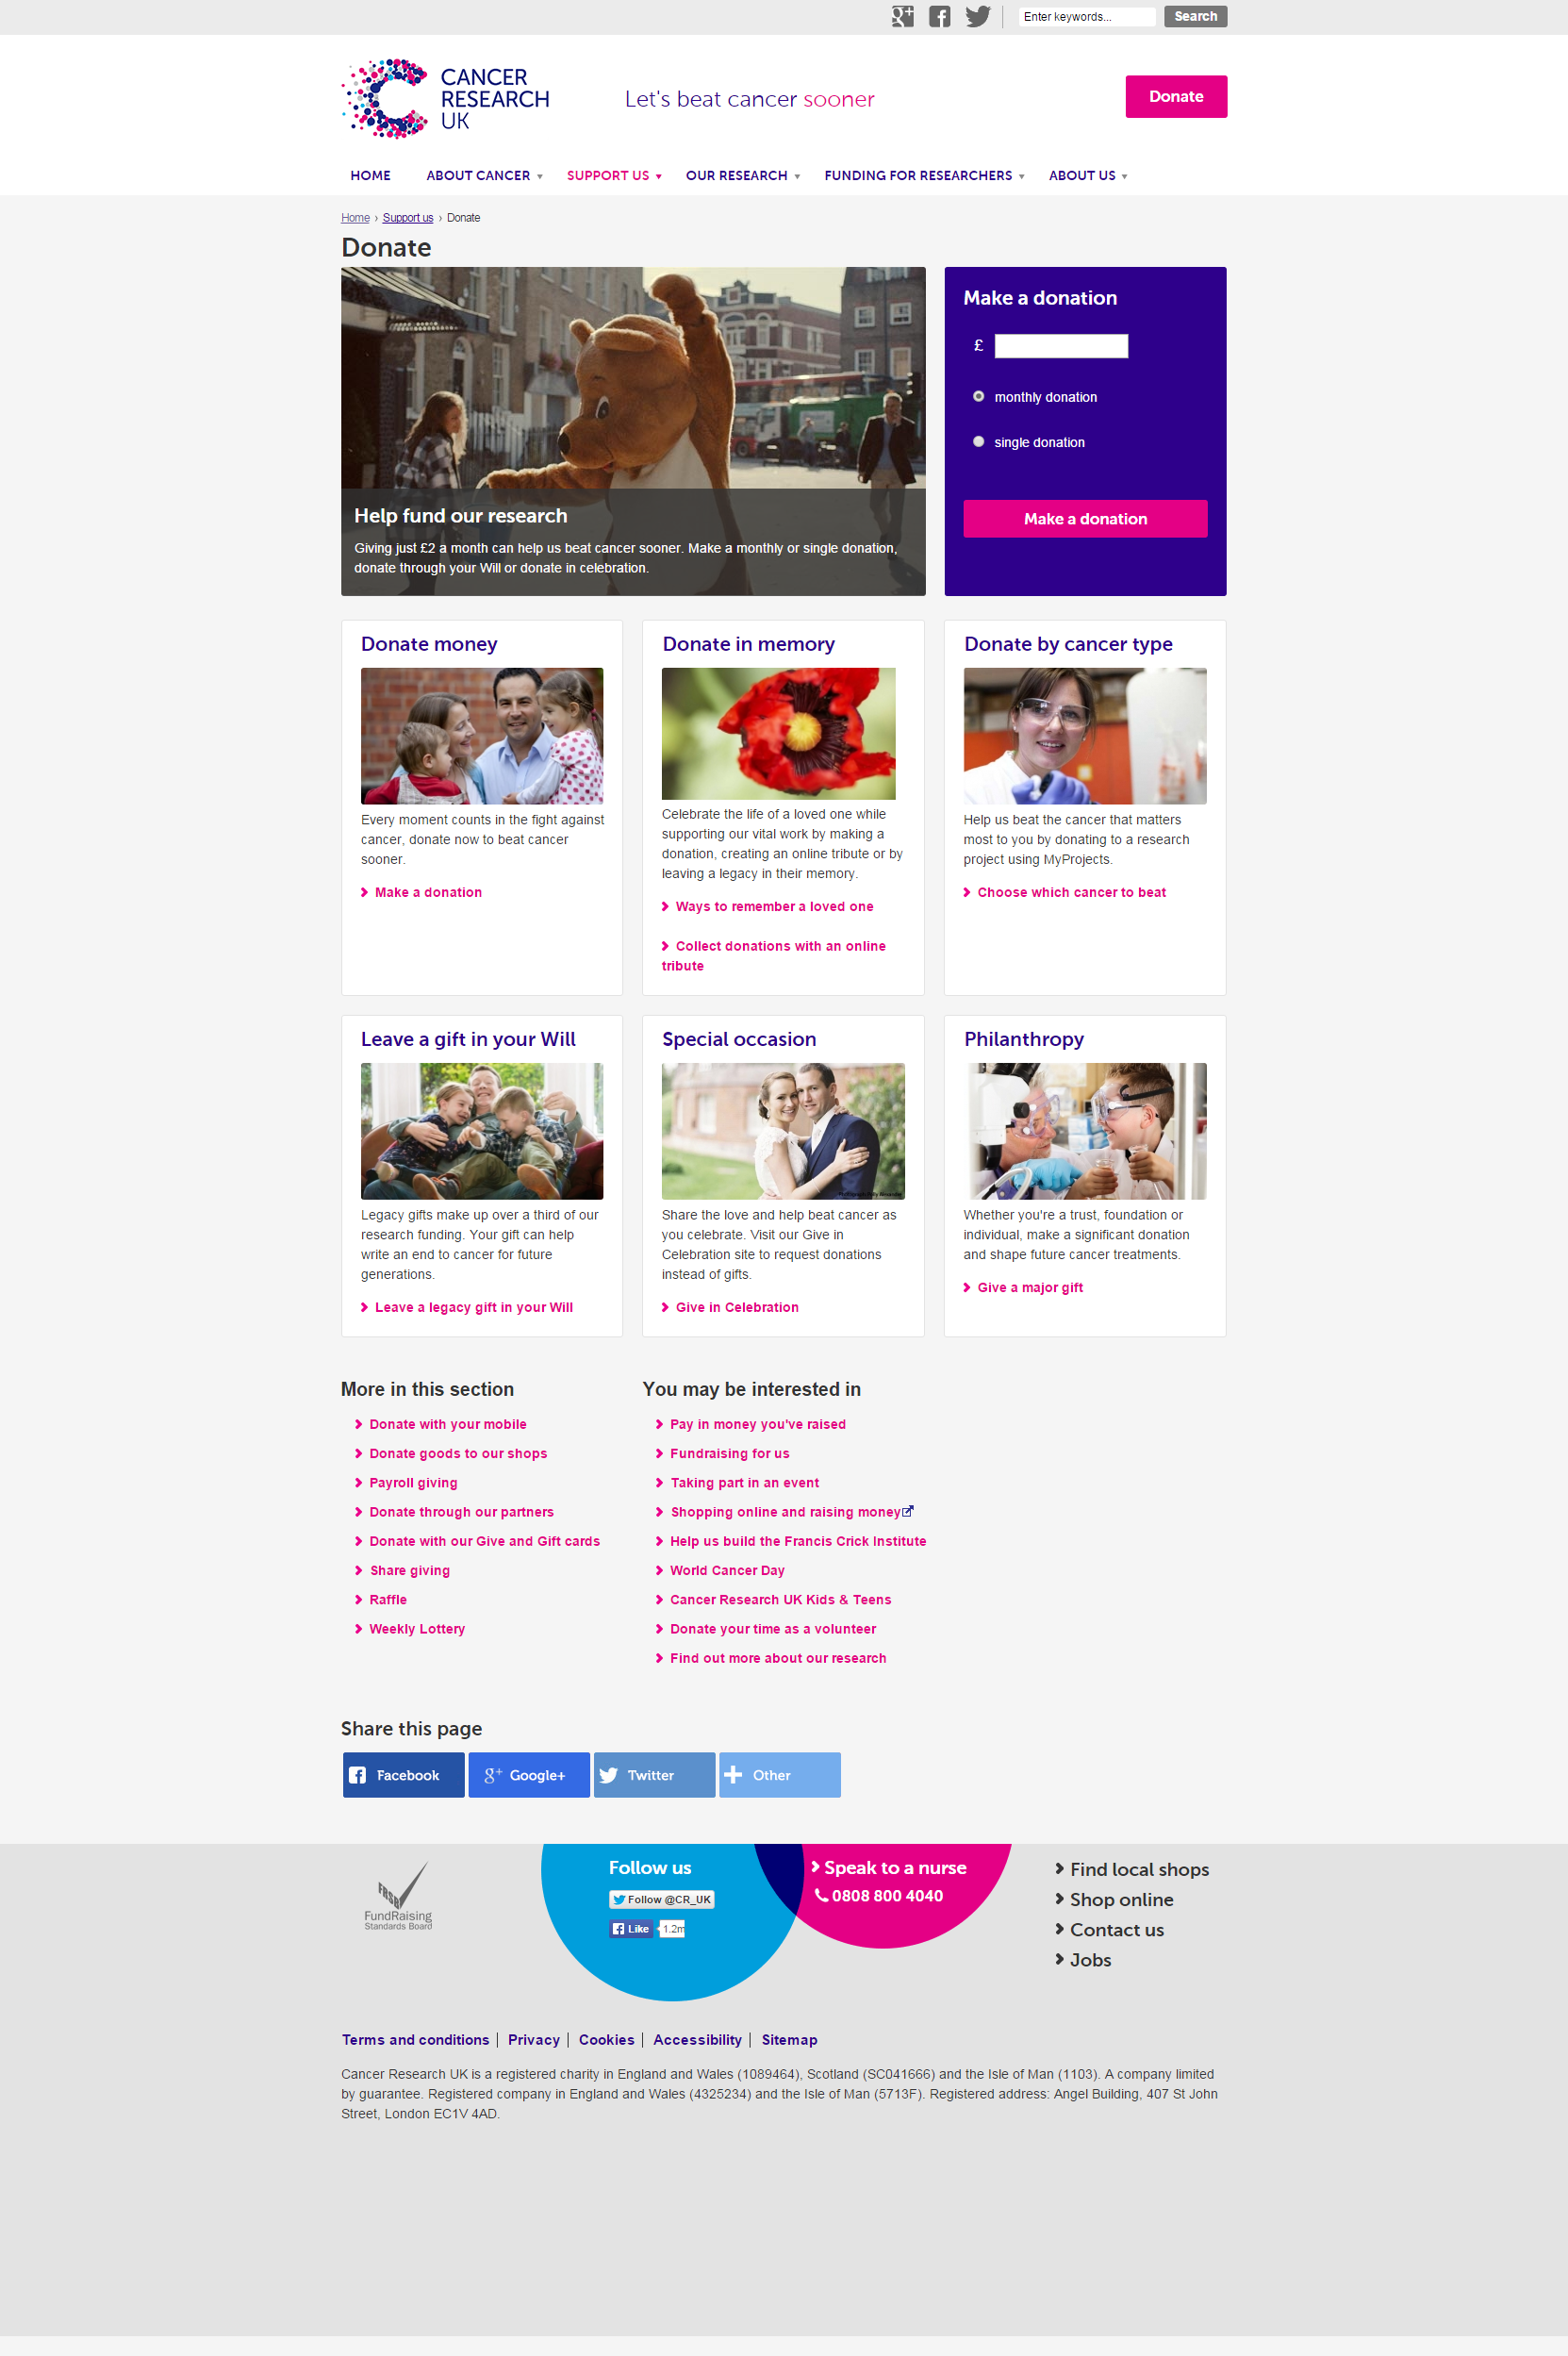 Enter keywords...
Search
CANCER
RESEARCH
UK
Let's beat cancer sooner
Donate
HOME
ABOUT CANCER
SUPPORT US
OUR RESEARCH
FUNDING FOR RESEARCHERS
ABOUT US
Home › Support us › Donate
Donate
Help fund our research
Giving just £2 a month can help us beat cancer sooner. Make a monthly or single donation,
donate through your Will or donate in celebration.
Make a donation
£
monthly donation
single donation
Make a donation
Donate money
Every moment counts in the fight against
cancer, donate now to beat cancer
sooner.
Make a donation
Donate in memory
Celebrate the life of a loved one while
supporting our vital work by making a
donation, creating an online tribute or by
leaving a legacy in their memory.
Ways to remember a loved one
Collect donations with an online
tribute
Donate by cancer type
Help us beat the cancer that matters
most to you by donating to a research
project using MyProjects.
Choose which cancer to beat
Leave a gift in your Will
Legacy gifts make up over a third of our
research funding. Your gift can help
write an end to cancer for future
generations.
Leave a legacy gift in your Will
Special occasion
Share the love and help beat cancer as
you celebrate. Visit our Give in
Celebration site to request donations
instead of gifts.
Give in Celebration
Philanthropy
Whether you're a trust, foundation or
individual, make a significant donation
and shape future cancer treatments.
Give a major gift
More in this section
Donate with your mobile
Donate goods to our shops
Payroll giving
Donate through our partners
Donate with our Give and Gift cards
Share giving
Raffle
Weekly Lottery
You may be interested in
Pay in money you've raised
Fundraising for us
Taking part in an event
Shopping online and raising money
Help us build the Francis Crick Institute
World Cancer Day
Cancer Research UK Kids & Teens
Donate your time as a volunteer
Find out more about our research
Share this page
Facebook
Google+
Twitter
Other
FRSB
FundRaising
Standards Board
Follow us
Follow @CR_UK
Like 1.2m
Speak to a nurse
0808 800 4040
Find local shops
Shop online
Contact us
Jobs
Terms and conditions | Privacy | Cookies | Accessibility | Sitemap
Cancer Research UK is a registered charity in England and Wales (1089464), Scotland (SC041666) and the Isle of Man (1103). A company limited
by guarantee. Registered company in England and Wales (4325234) and the Isle of Man (5713F). Registered address: Angel Building, 407 St John
Street, London EC1V 4AD.